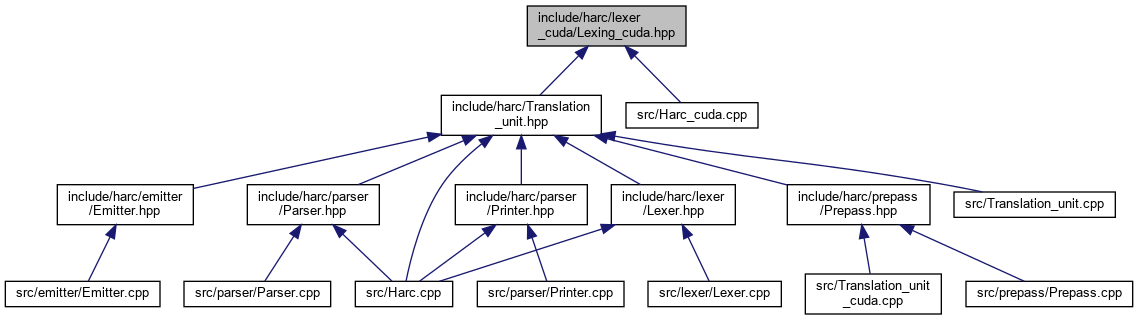 include/harc/lexer
_cuda/Lexing_cuda.hpp
include/harc/Translation
_unit.hpp
src/Harc_cuda.cpp
include/harc/emitter
/Emitter.hpp
include/harc/parser
/Parser.hpp
include/harc/parser
/Printer.hpp
include/harc/lexer
/Lexer.hpp
include/harc/prepass
/Prepass.hpp
src/Translation_unit.cpp
src/emitter/Emitter.cpp
src/parser/Parser.cpp
src/Harc.cpp
src/parser/Printer.cpp
src/lexer/Lexer.cpp
src/Translation_unit
_cuda.cpp
src/prepass/Prepass.cpp